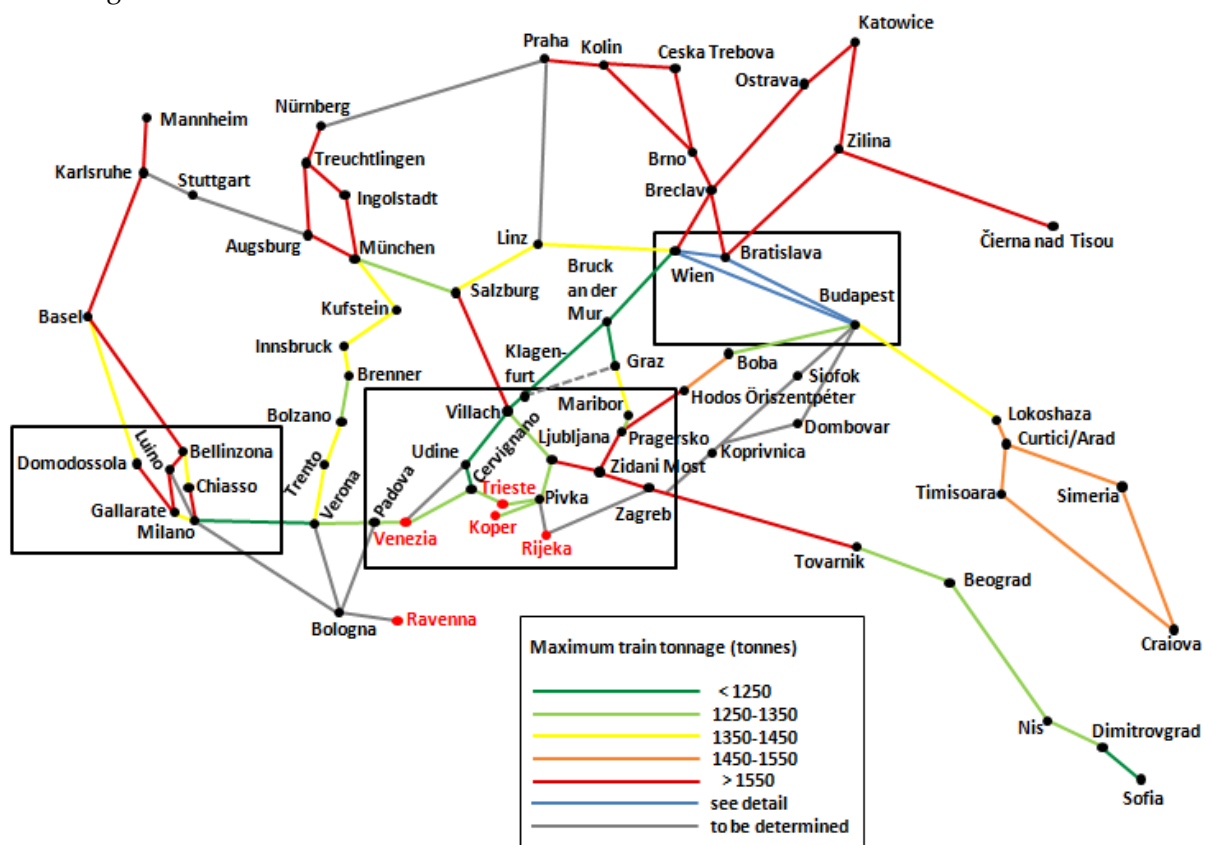 Katowice
Praha
Kolin
Ceska Trebova
Ostrava
Nürnberg
Mannheim
Zilina
Treuchtlingen
Brno
Karlsruhe
Stuttgart
Ingolstadt
Breclav
Augsburg
München
Linz
Čierna nad Tisou
Wien
Bratislava
Bruck
an der
Mur
Salzburg
Budapest
Kufstein
Basel
Innsbruck
Klagen-
furt
Graz
Boba
Brenner
Siofok
Hodos Öriszentpéter
Villach
Maribor
Bolzano
Lokoshaza
Dombovar
Cervignano
Ljubljana
Pragersko
Curtici/Arad
Luino
Bellinzona
Udine
Koprivnica
Domodossola
Trento
Verona
Padova
Zidani Most
Chiasso
Trieste
Timisoara
Simeria
Pivka
Gallarate
Zagreb
Milano
Venezia
Koper
Rijeka
Tovarnik
Beograd
Bologna
Ravenna
Craiova
Maximum train tonnage (tonnes)
< 1250
1250-1350
1350-1450
1450-1550
> 1550
see detail
to be determined
Nis
Dimitrovgrad
Sofia